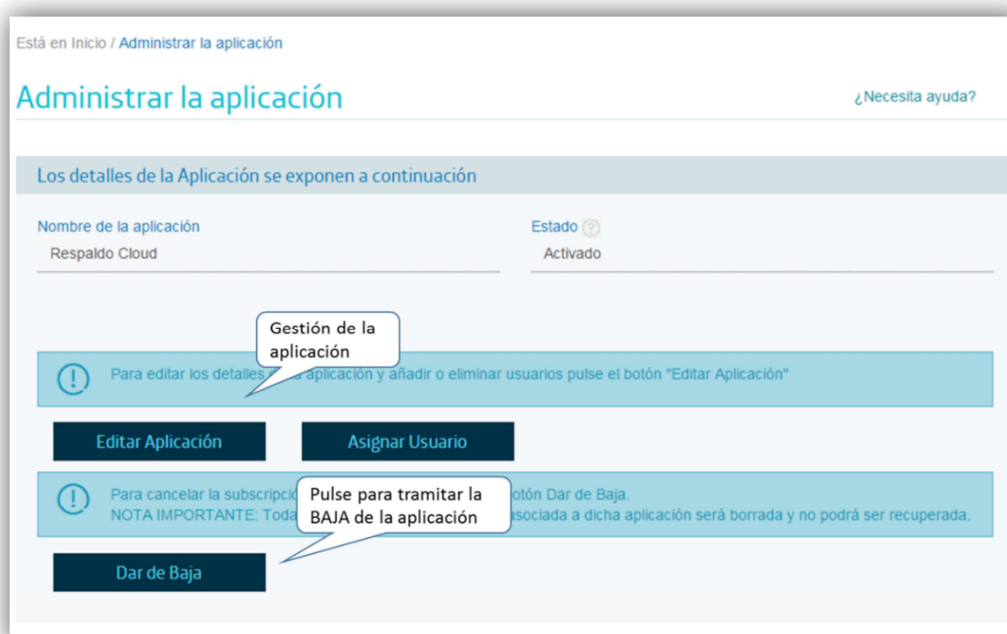 Está en Inicio / Administrar la aplicación
Administrar la aplicación
¿Necesita ayuda?
Los detalles de la Aplicación se exponen a continuación
Nombre de la aplicación
Estado ?
Respaldo Cloud
Activado
Gestión de la
aplicación
Para editar los detalles aplicación y añadir o eliminar usuarios pulse el botón "Editar Aplicación"
Editar Aplicación
Asignar Usuario
Para cancelar la
Pulse para tramitar la
BAJA de la aplicación
Dar de Baja.
NOTA IMPORTANTE: asociada a dicha aplicación será borrada y no podrá ser recuperada.
Dar de Baja